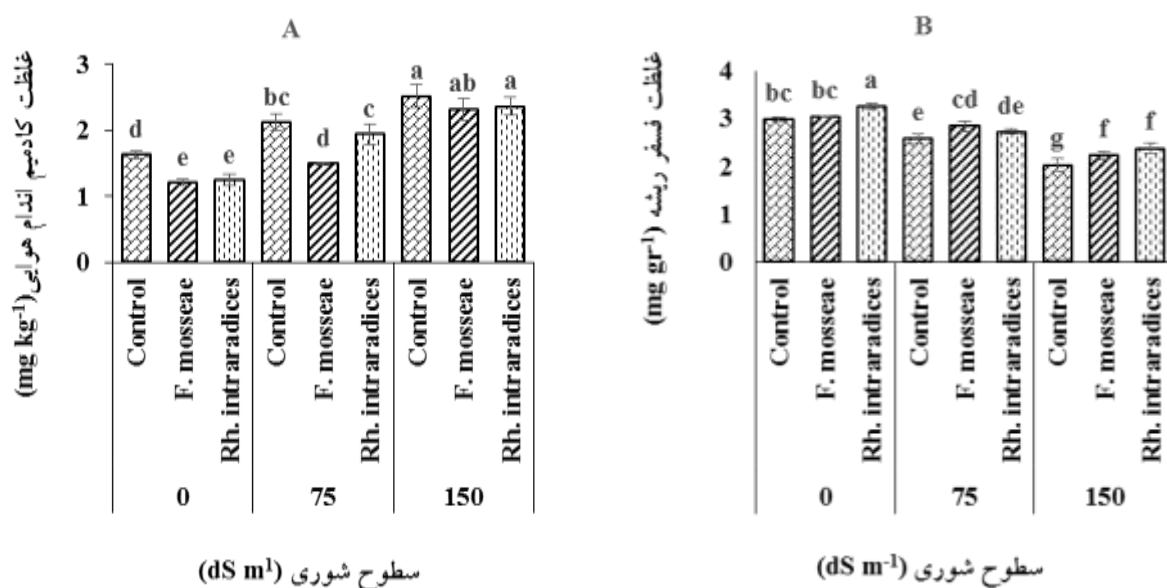 A
غلظت کادمیم اندام هوایی (mg kg-1)
3
2
1
0
d
e
e
bc
d
c
a
ab
a
Control
F. mosseae
Rh. intraradices
Control
F. mosseae
Rh. intraradices
Control
F. mosseae
Rh. intraradices
0
75
150
سطوح شوری (dS m1)
B
غلظت فسفر ریشه (mg gr-1)
4
3
2
1
0
bc
bc
a
e
cd
de
g
f
f
Control
F. mosseae
Rh. intraradices
Control
F. mosseae
Rh. intraradices
Control
F. mosseae
Rh. intraradices
0
75
150
سطوح شوری (dS m-1)